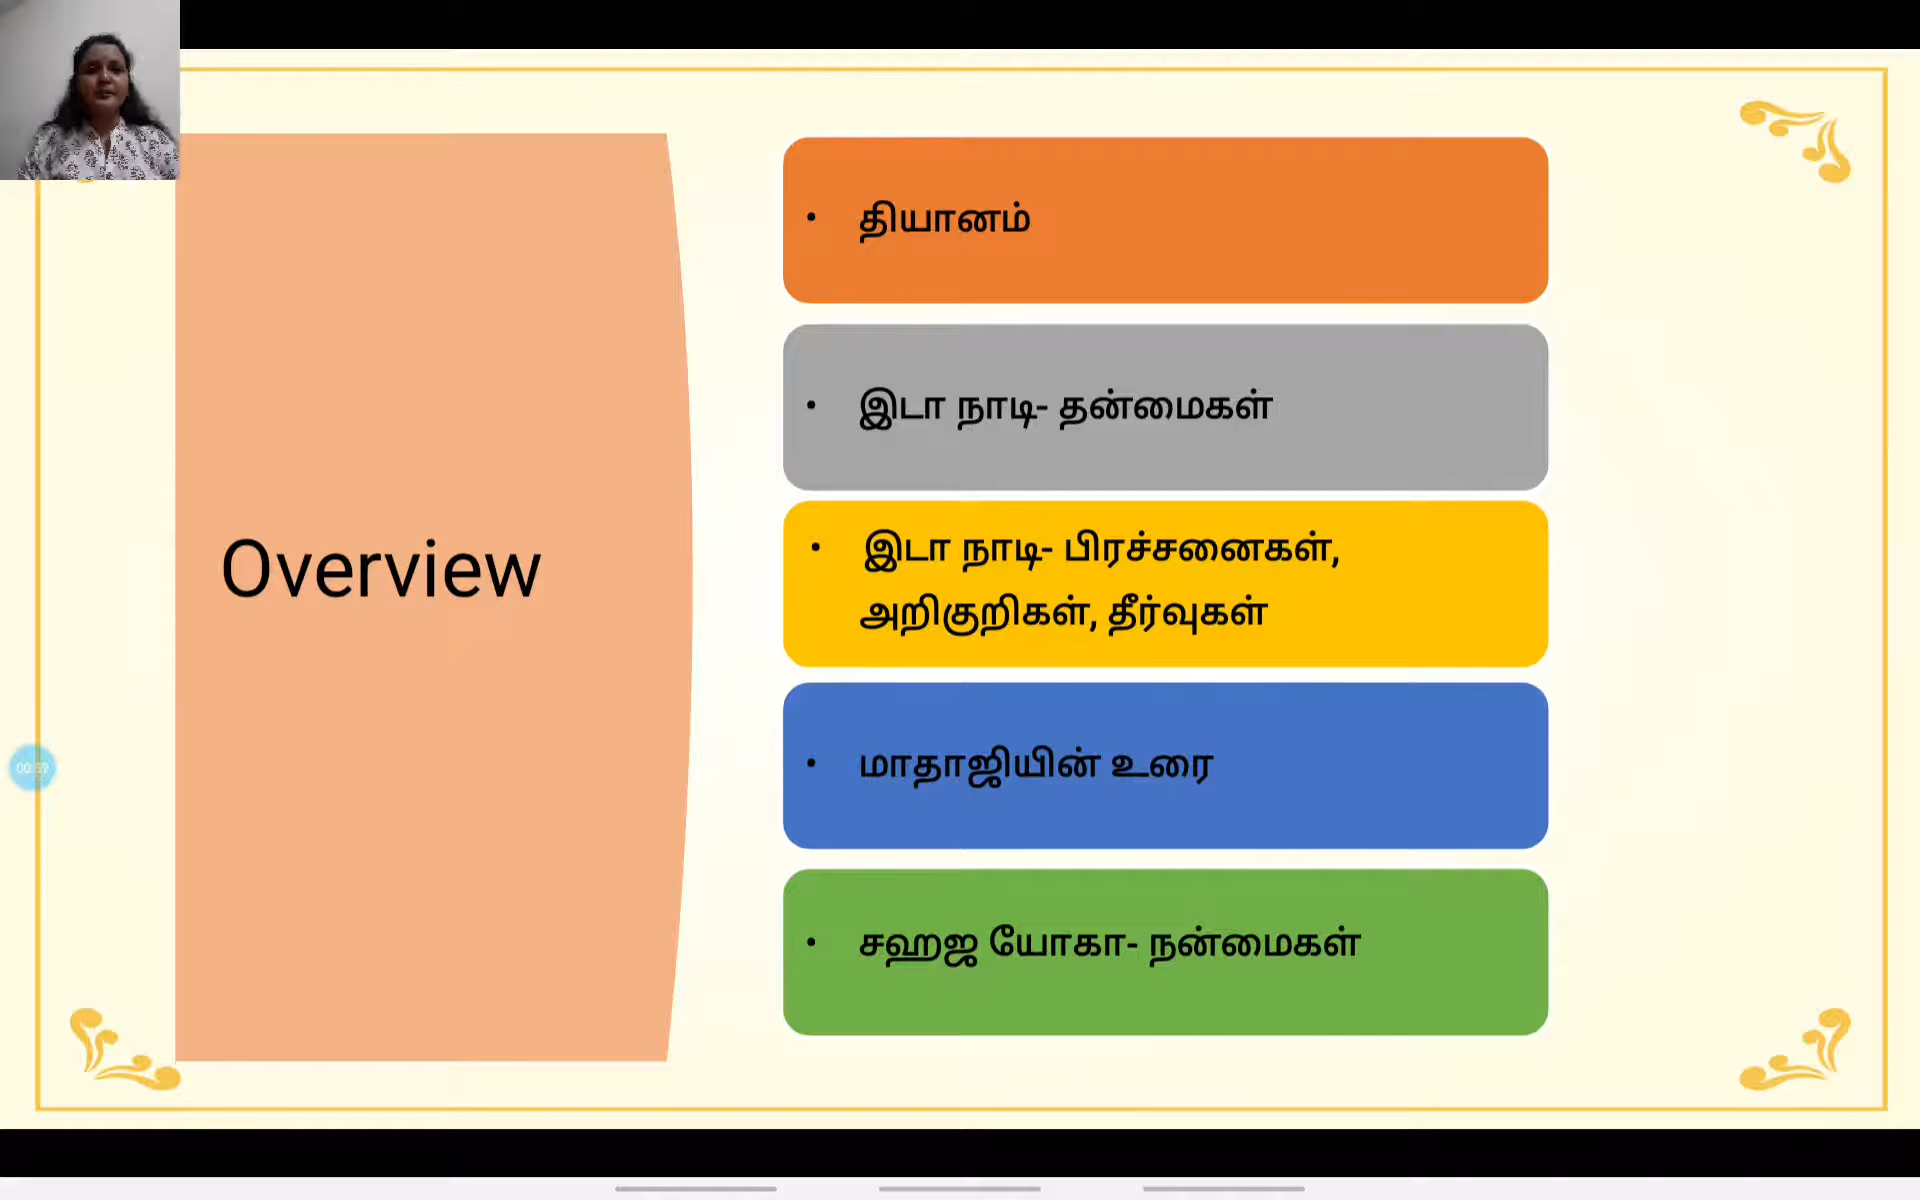 Overview
• தியானம்
• இடா நாடி- தன்மைகள்
• இடா நாடி- பிரச்சனைகள்,
அறிகுறிகள், தீர்வுகள்
• மாதாஜியின் உரை
• சஹஜ யோகா- நன்மைகள்